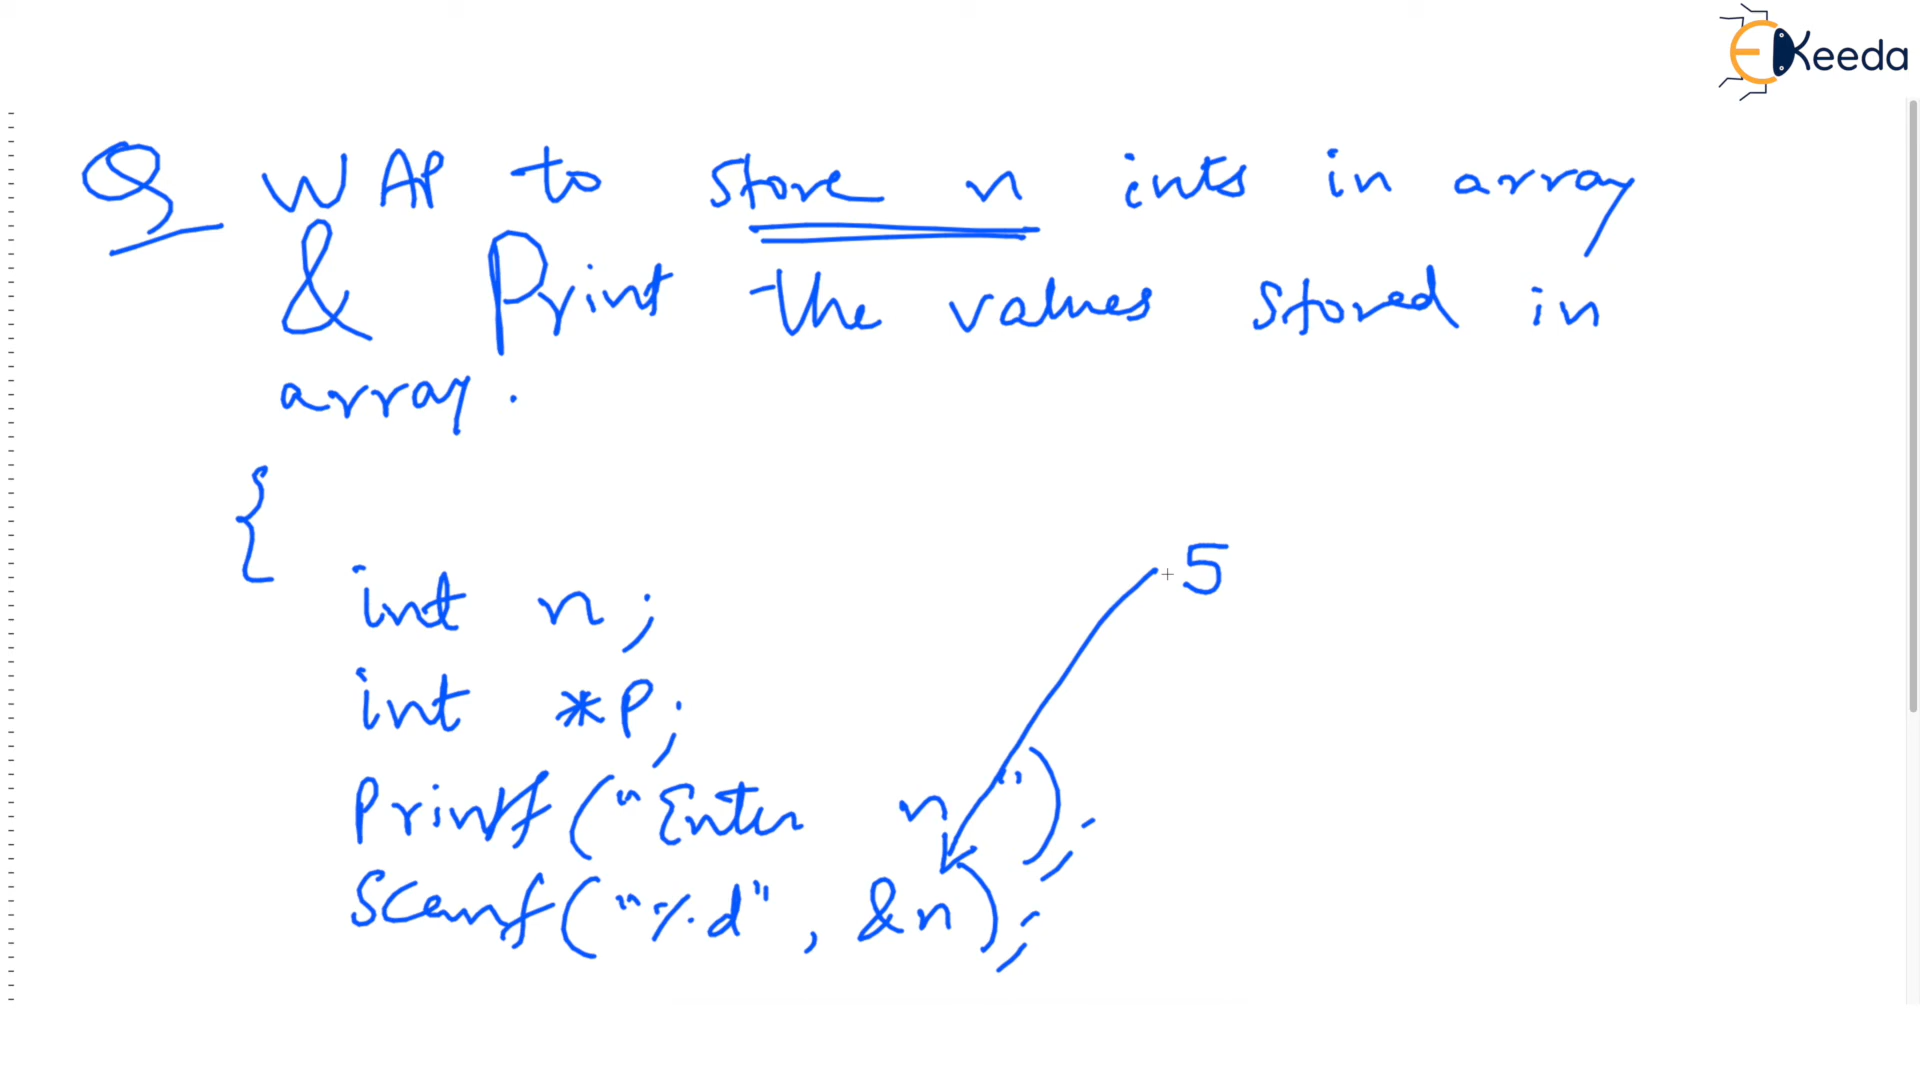 EKeeda
Q WAP to store n ints in array
& Print the values stored in
array.
{
5
int n;
int *p;
Printf("Enter n");
Scanf("%d", &n);